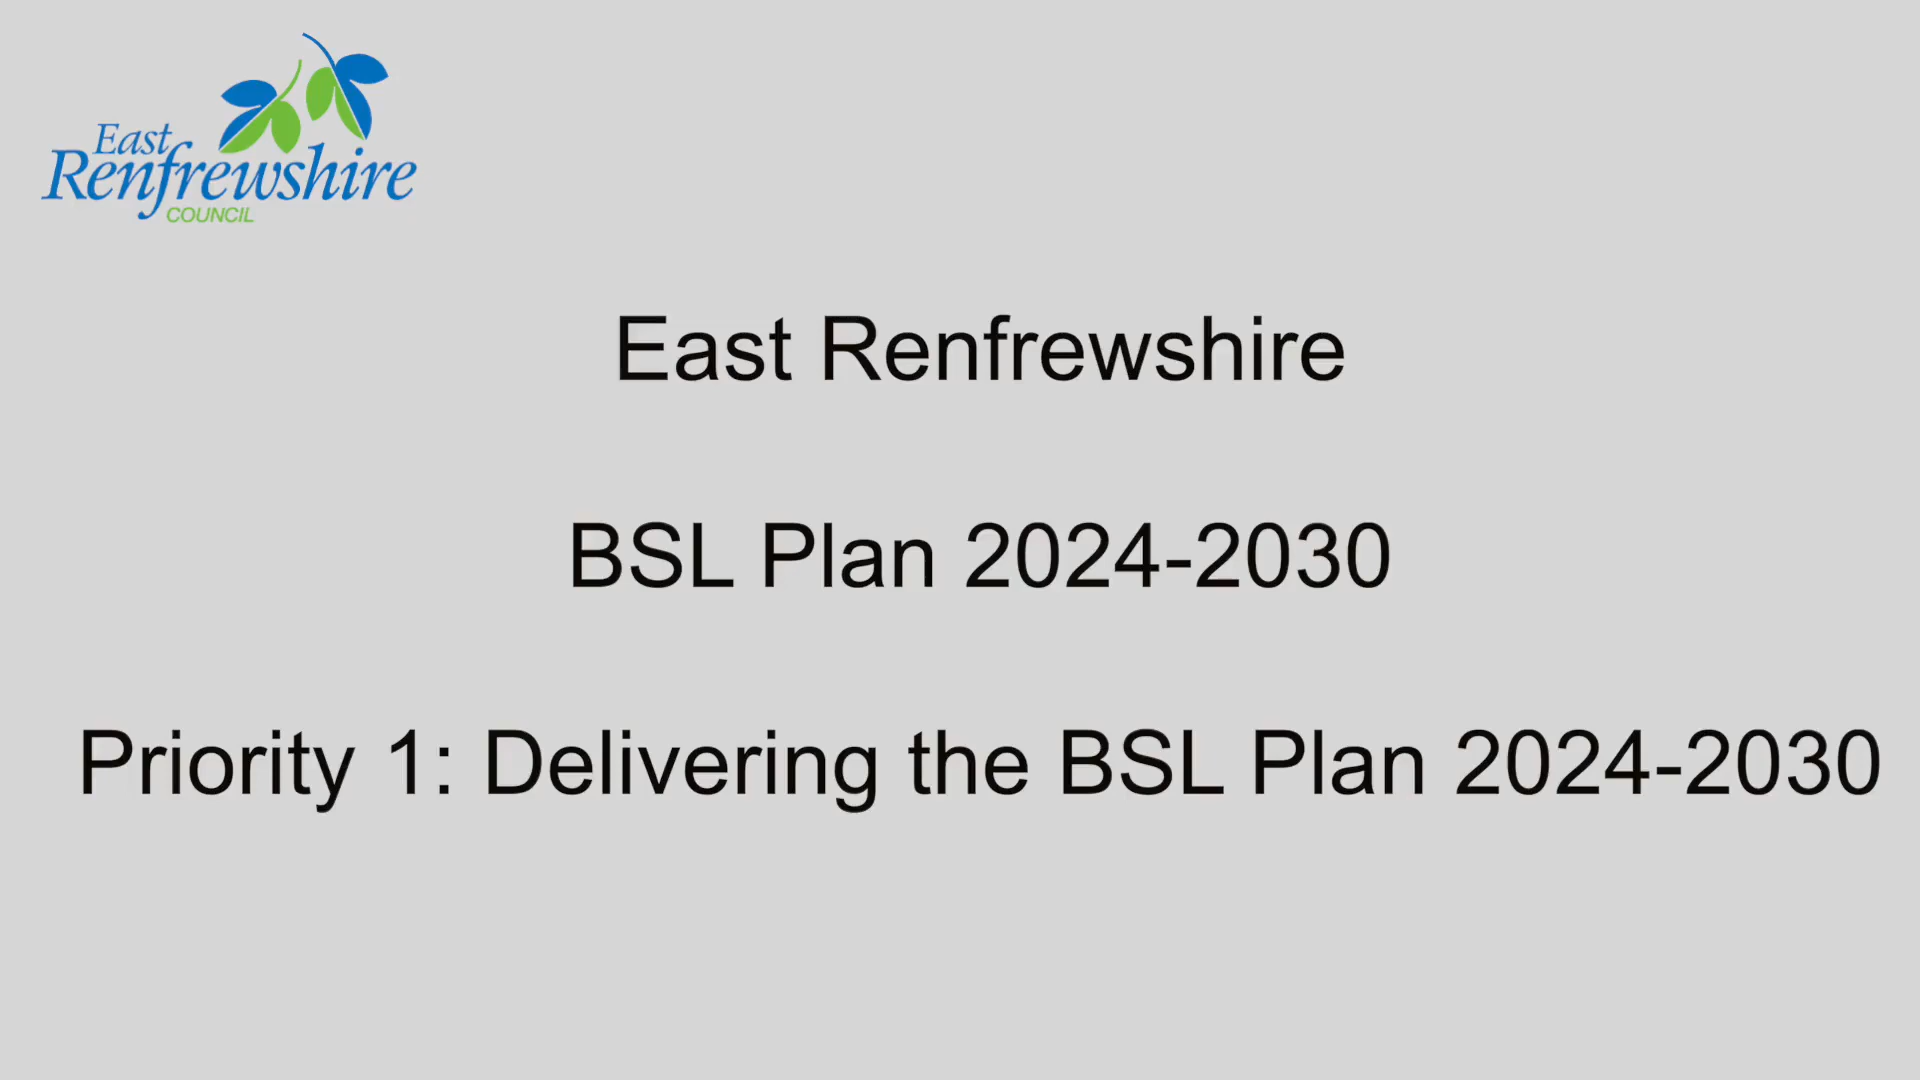 East
Renfrewshire
COUNCIL
East Renfrewshire
BSL Plan 2024-2030
Priority 1: Delivering the BSL Plan 2024-2030